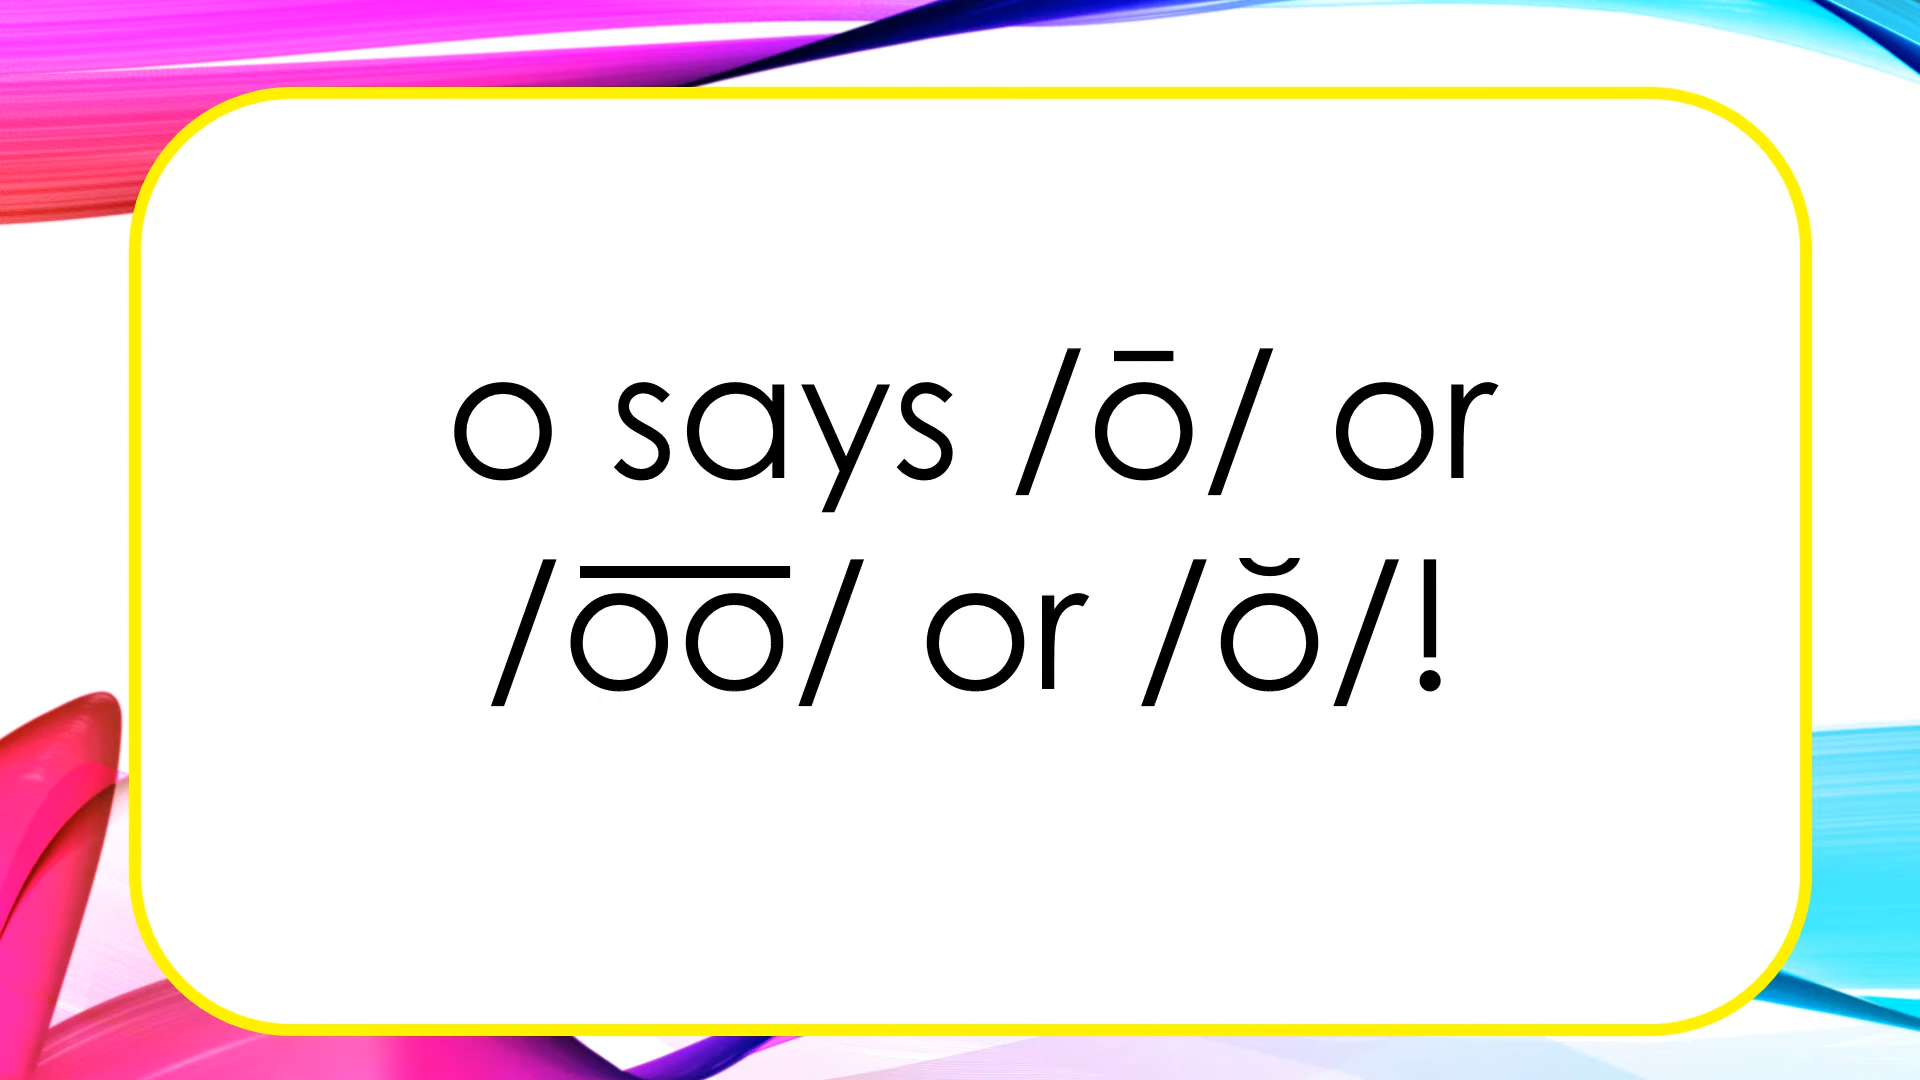 o says /ō/ or
/o͞o/ or /ŏ/!